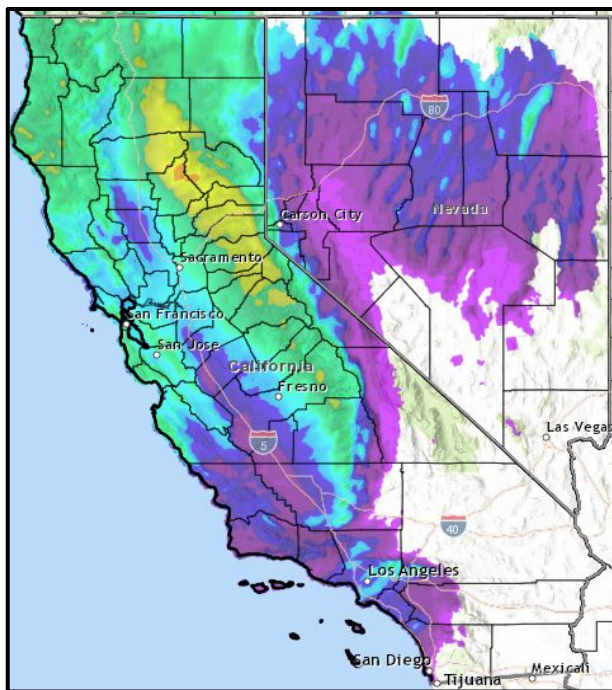 80
Carson City
Nevada
Sacramento
San Francisco
San Jose
California
Fresno
5
Las Vegas
40
Los Angeles
San Diego
Tijuana
Mexicali